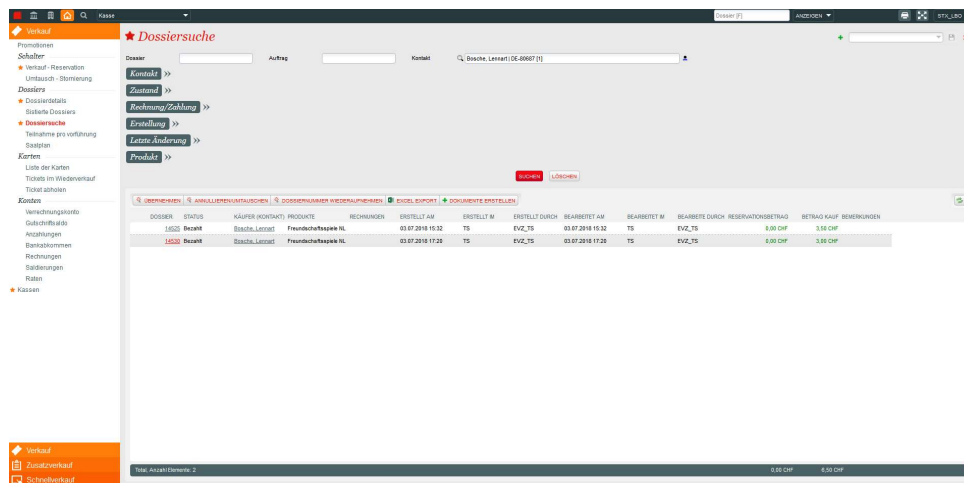 Kasse
Dossier [F]
ANZEIGEN
STX_LBO
Verkauf
Promotionen
Schalter
Verkauf - Reservation
Umtausch - Stornierung
Dossiers
Dossierdetails
Sistierte Dossiers
Dossiersuche
Teilnahme pro vorführung
Saalplan
Karten
Liste der Karten
Tickets im Wiederverkauf
Ticket abholen
Konten
Verrechnungskonto
Gutschriftsaldo
Anzahlungen
Bankabkommen
Rechnungen
Saldierungen
Raten
Kassen
Verkauf
Zusatzverkauf
Schnellverkauf
Dossiersuche
Dossier Auftrag Kontakt Bosche, Lennart | DE-80687 [1]
Kontakt »
Zustand »
Rechnung/Zahlung »
Erstellung »
Letzte Änderung »
Produkt »
SUCHEN LÖSCHEN
ÜBERNEHMEN ANNULLIEREN/UMTAUSCHEN DOSSIERNUMMER WIEDERAUFNEHMEN EXCEL EXPORT DOKUMENTE ERSTELLEN
DOSSIER STATUS KÄUFER (KONTAKT) PRODUKTE RECHNUNGEN ERSTELLT AM ERSTELLT IM ERSTELLT DURCH BEARBEITET AM BEARBEITET IM BEARBEITE DURCH RESERVATIONSBETRAG BETRAG KAUF BEMERKUNGEN
14525 Bezahlt Bosche, Lennart Freundschaftsspiele NL 03.07.2018 15:32 TS EVZ_TS 03.07.2018 15:32 TS EVZ_TS 0,00 CHF 3,50 CHF
14530 Bezahlt Bosche, Lennart Freundschaftsspiele NL 03.07.2018 17:20 TS EVZ_TS 03.07.2018 17:20 TS EVZ_TS 0,00 CHF 3,00 CHF
Total, Anzahl Elemente: 2 0,00 CHF 6,50 CHF